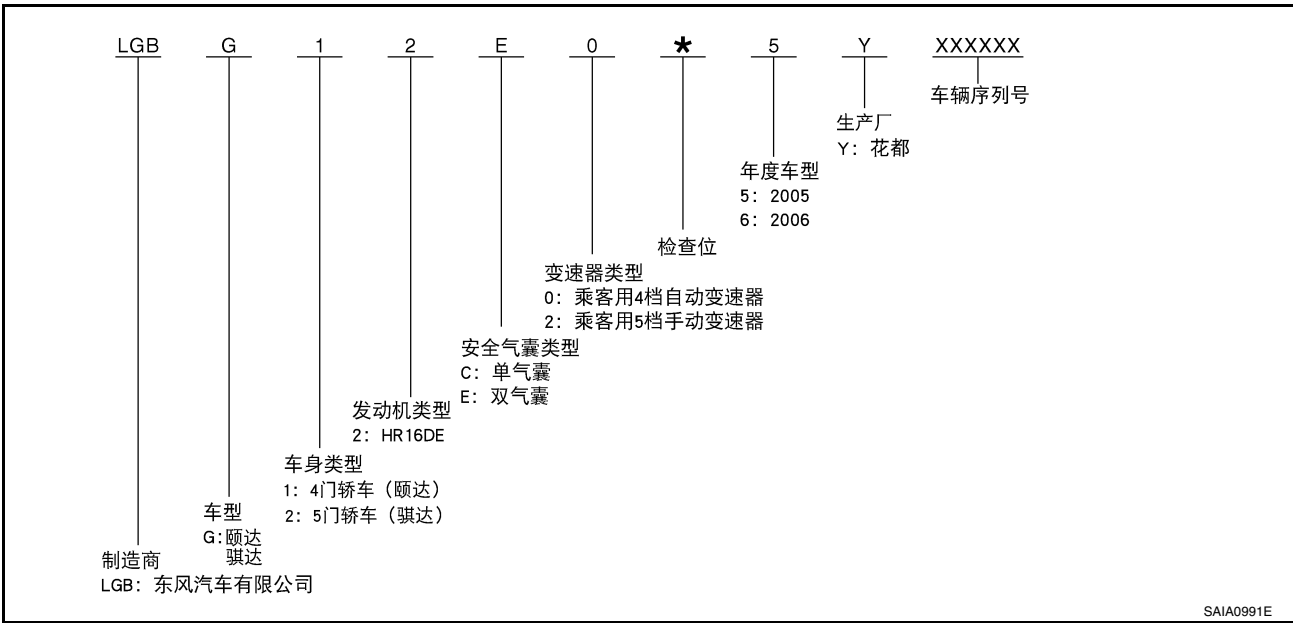 LGB G 1 2 E 0 * 5 Y XXXXXX
车辆序列号
生产厂
Y: 花都
年度车型
5: 2005
6: 2006
检查位
变速器类型
0: 乘客用4档自动变速器
2: 乘客用5档手动变速器
安全气囊类型
C: 单气囊
E: 双气囊
发动机类型
2: HR16DE
车身类型
1: 4门轿车（颐达）
2: 5门轿车（骐达）
车型
G:颐达
骐达
制造商
LGB: 东风汽车有限公司
SAIA0991E